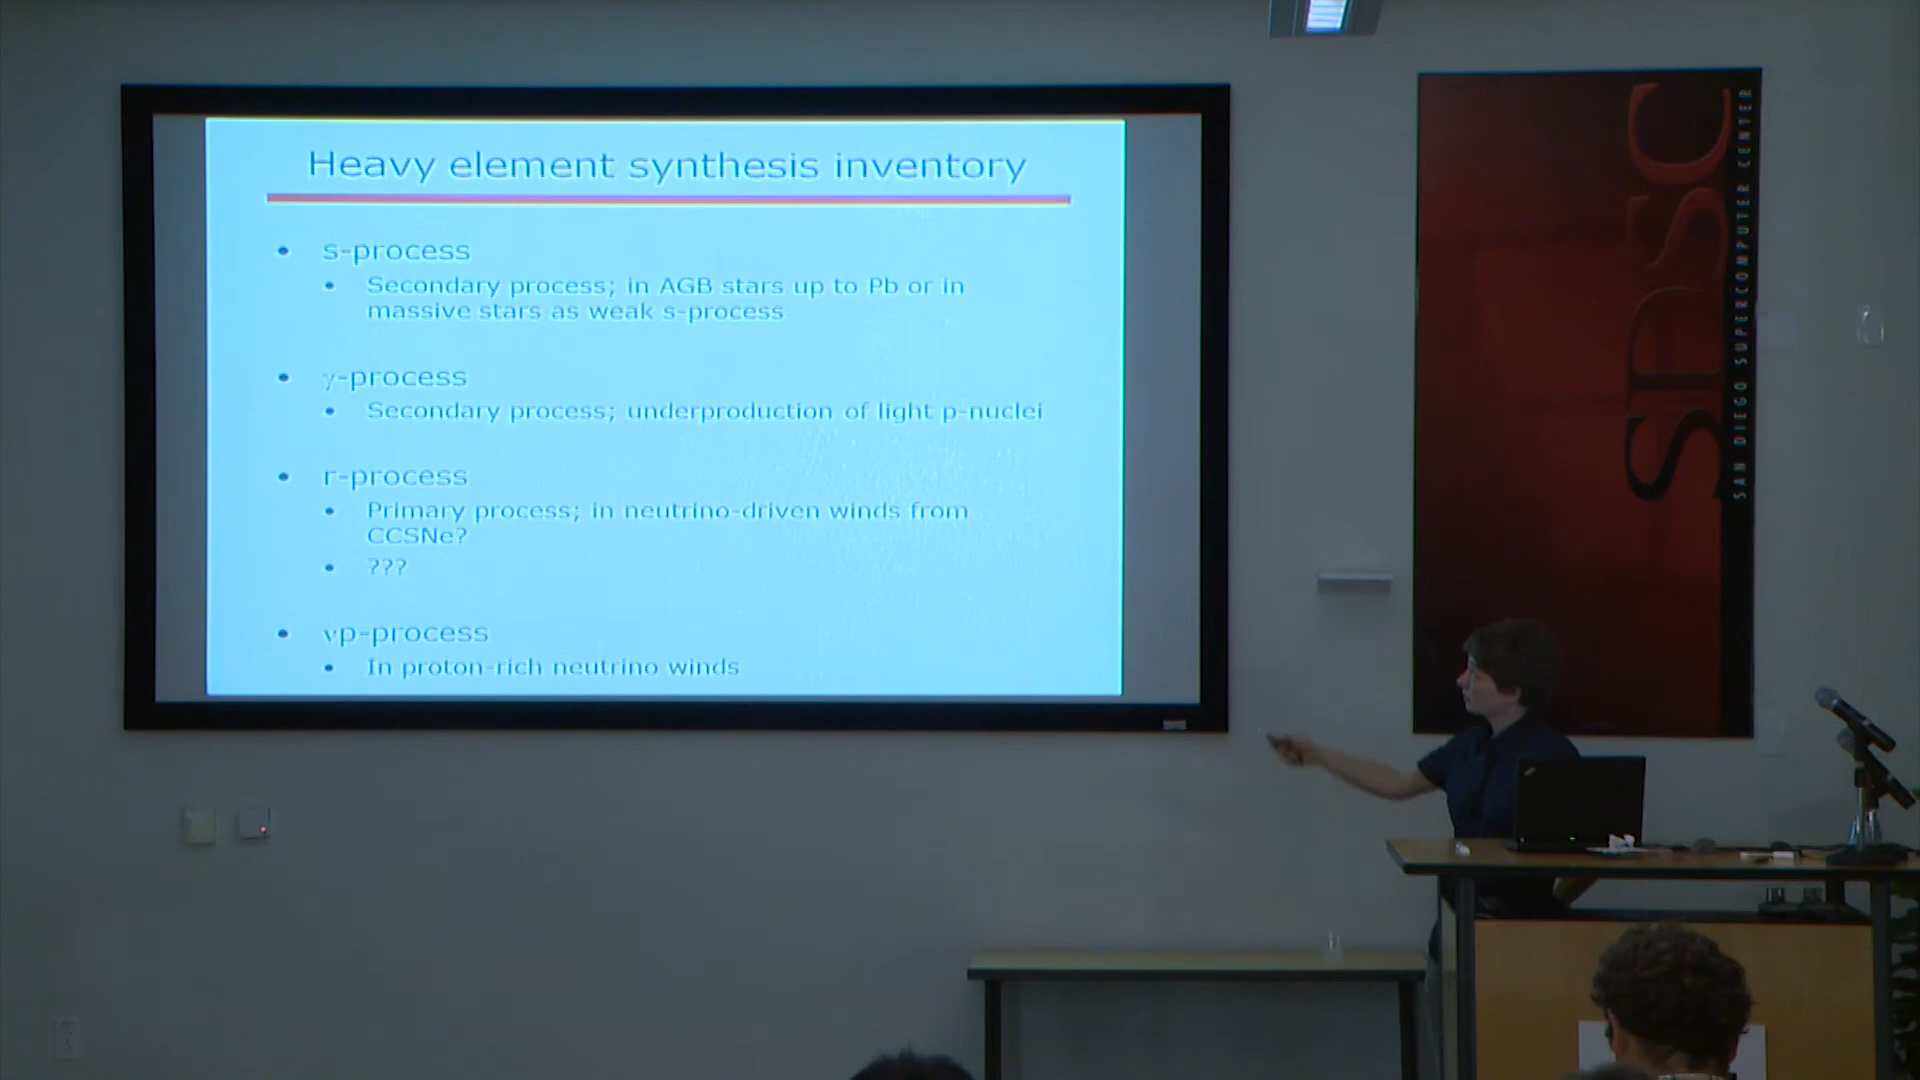 Heavy element synthesis inventory
• s-process
• Secondary process; in AGB stars up to Pb or in
massive stars as weak s-process
• γ-process
• Secondary process; underproduction of light p-nuclei
• r-process
• Primary process; in neutrino-driven winds from
CCSNe?
• ???
• νp-process
• In proton-rich neutrino winds
SDSC
SAN DIEGO SUPERCOMPUTER CENTER